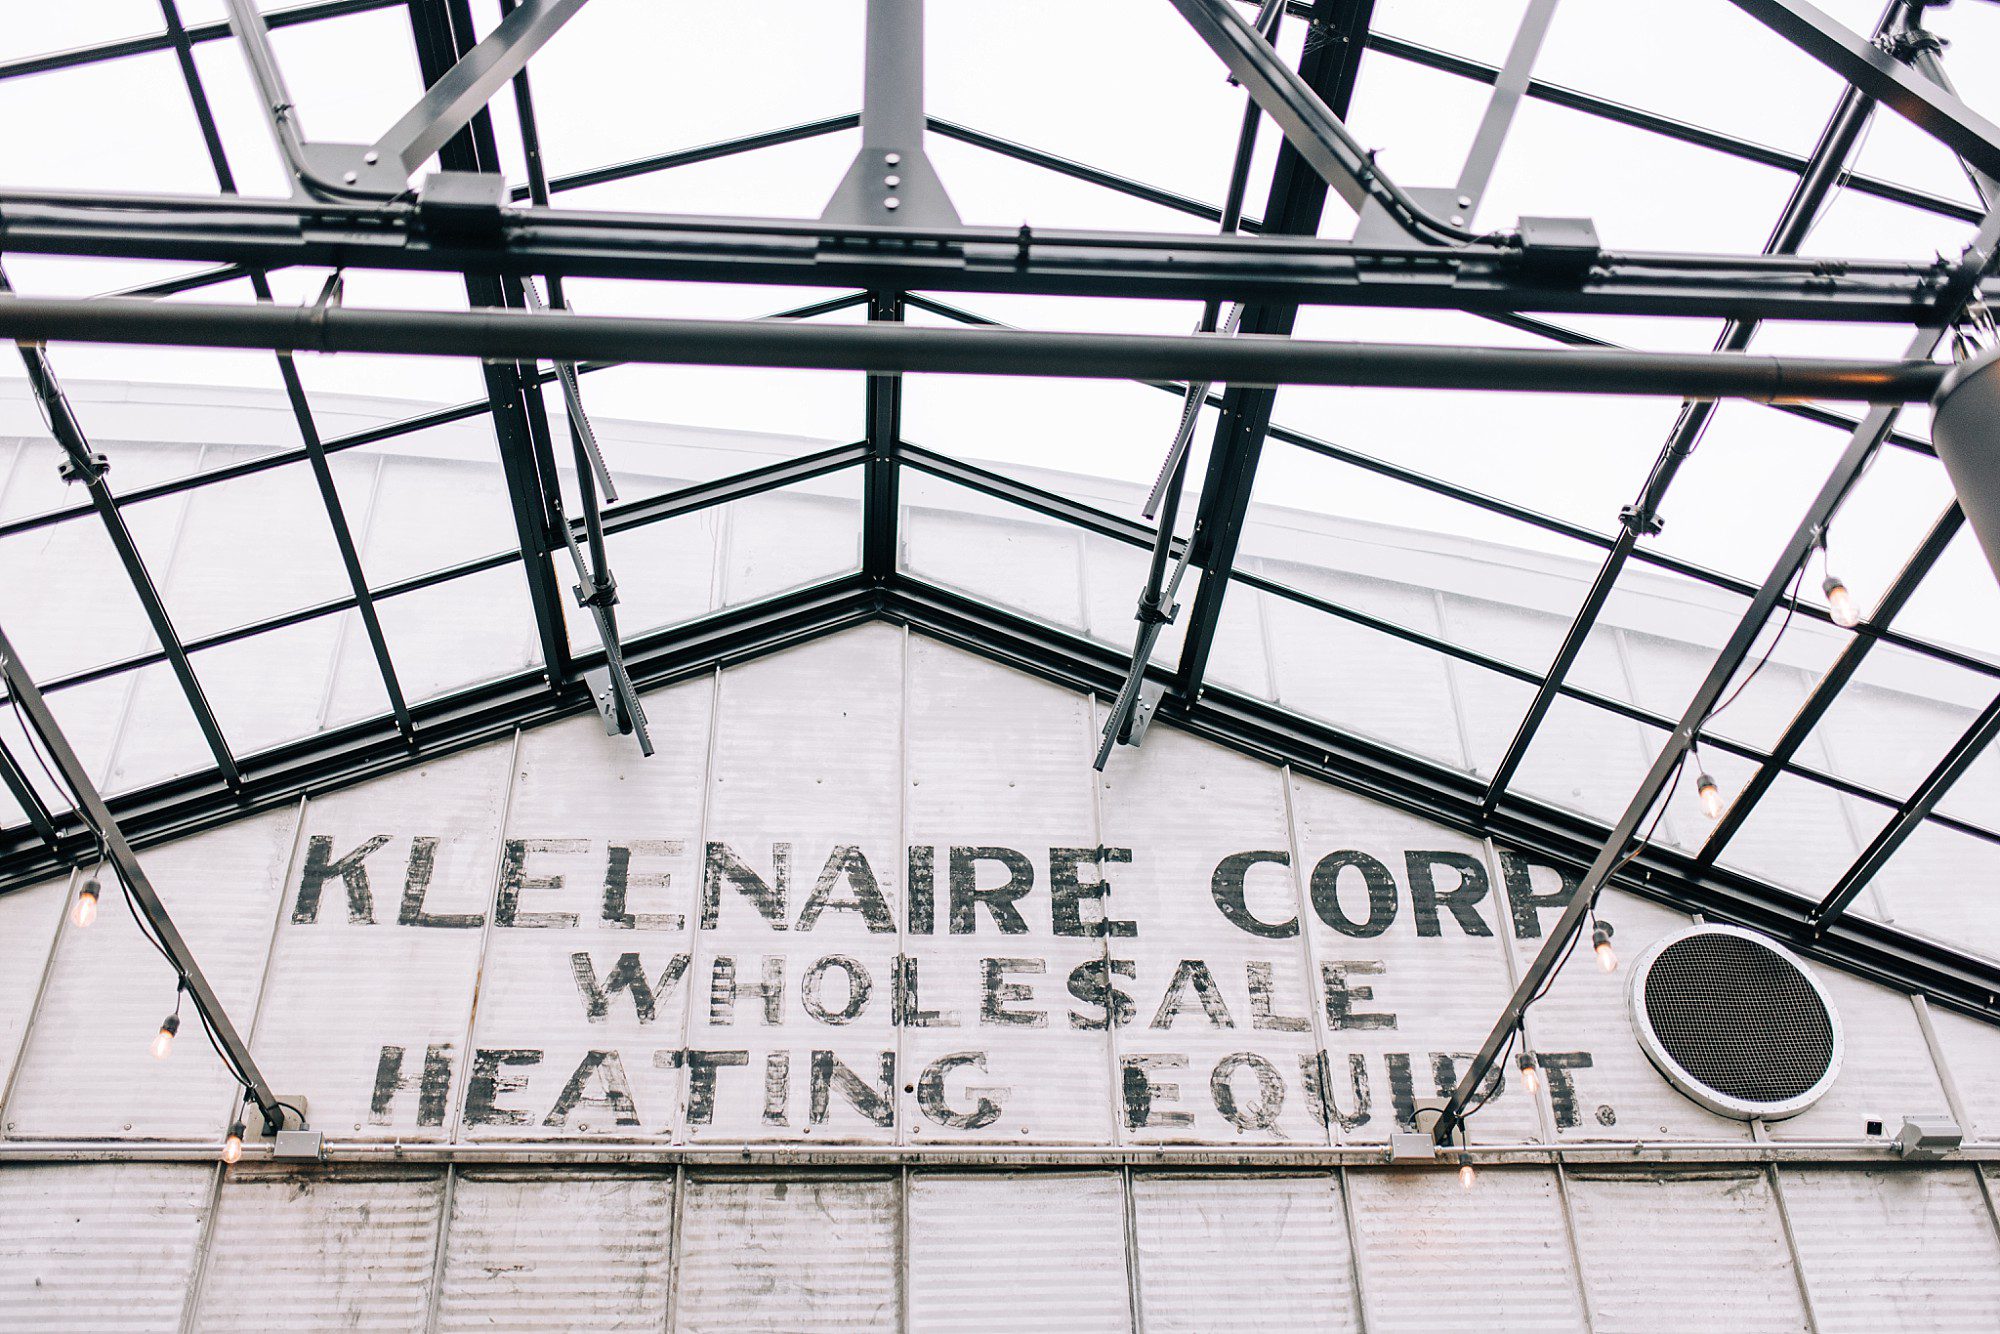 KLEENAIRE CORP.
WHOLESALE
HEATING EQUIPT.